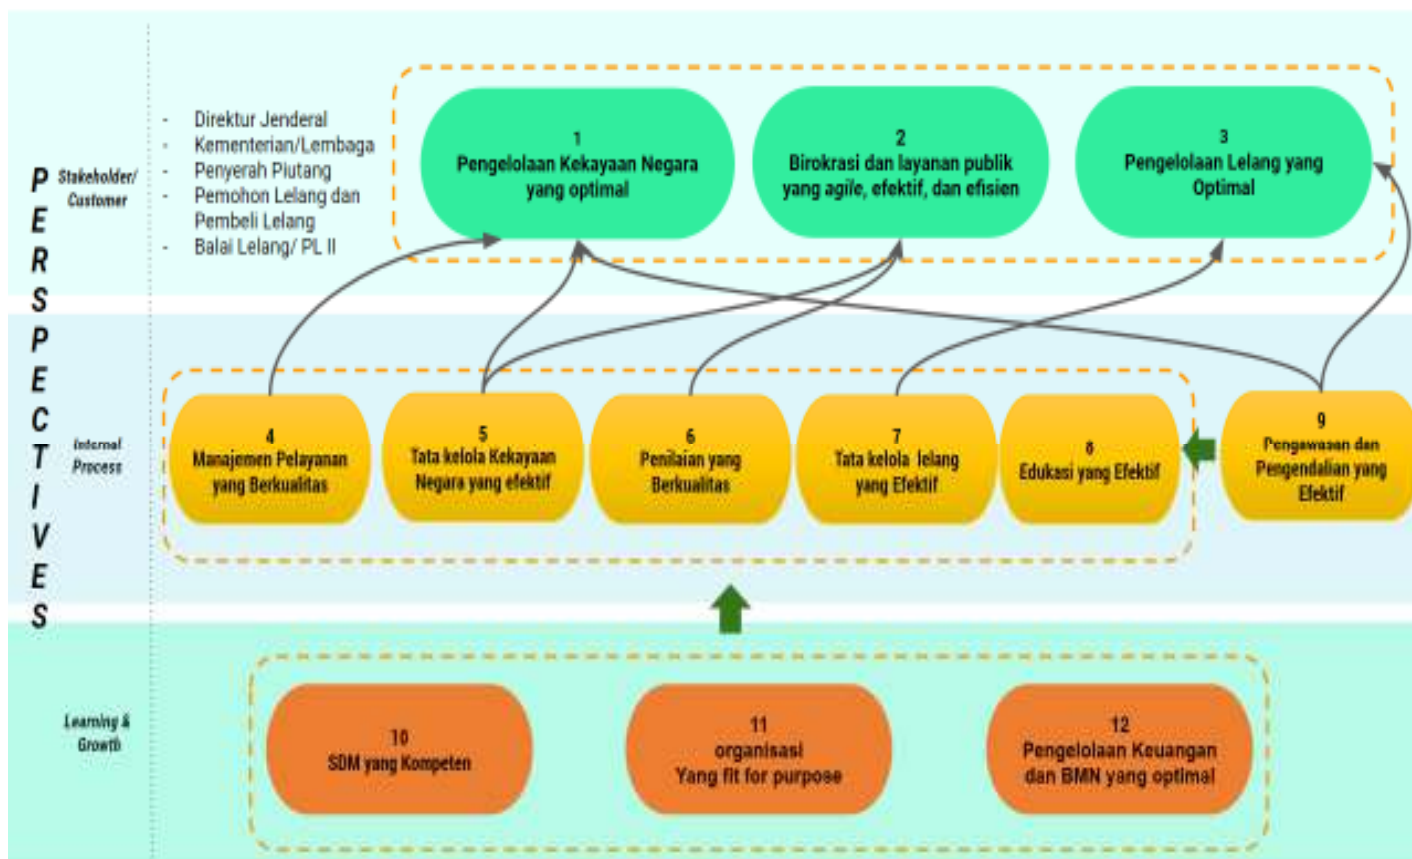 PERSPECTIVES
Stakeholder/
Customer
- Direktur Jenderal
- Kementerian/Lembaga
- Penyerah Piutang
- Pemohon Lelang dan
Pembeli Lelang
- Balai Lelang/ PL II
1
Pengelolaan Kekayaan Negara
yang optimal
2
Birokrasi dan layanan publik
yang agile, efektif, dan efisien
3
Pengelolaan Lelang yang
Optimal
Internal
Process
4
Manajemen Pelayanan
yang Berkualitas
5
Tata kelola Kekayaan
Negara yang efektif
6
Penilaian yang
Berkualitas
7
Tata kelola lelang
yang Efektif
8
Edukasi yang Efektif
9
Pengawasan dan
Pengendalian yang
Efektif
Learning &
Growth
10
SDM yang Kompeten
11
organisasi
Yang fit for purpose
12
Pengelolaan Keuangan
dan BMN yang optimal